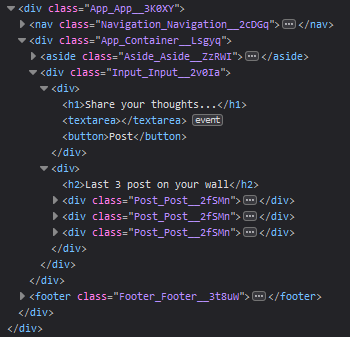 <div class="App_App__3K0XY">
<nav class="Navigation_Navigation__2cDGq">···</nav>
<div class="App_Container__Lsgyq">
<aside class="Aside_Aside__ZzRWI">···</aside>
<div class="Input_Input__2v0Ia">
<div>
<h1>Share your thoughts...</h1>
<textarea></textarea> event
<button>Post</button>
</div>
<div>
<h2>Last 3 post on your wall</h2>
<div class="Post_Post__2fSMn">···</div>
<div class="Post_Post__2fSMn">···</div>
<div class="Post_Post__2fSMn">···</div>
</div>
</div>
</div>
<footer class="Footer_Footer__3t8uW">···</footer>
</div>
</div>